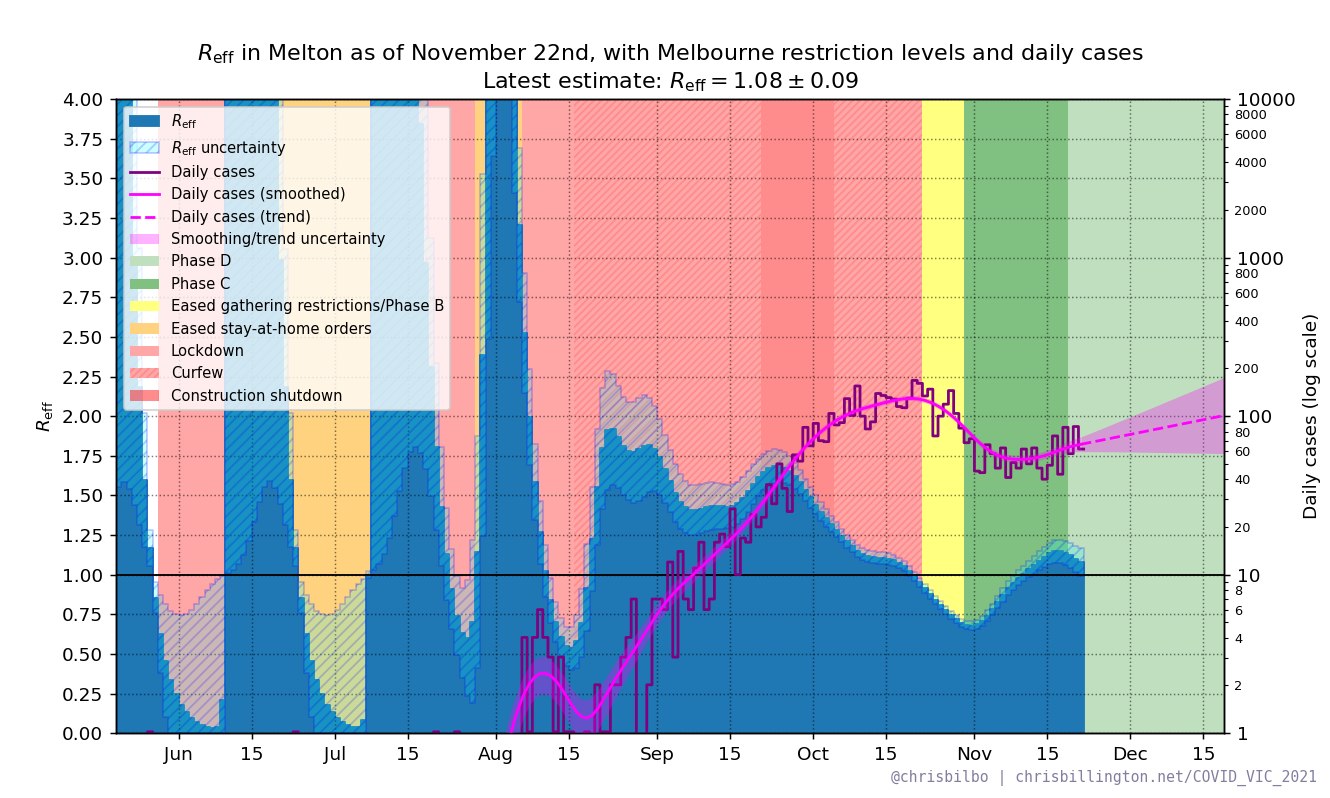 Reff in Melton as of November 22nd, with Melbourne restriction levels and daily cases
Latest estimate: Reff = 1.08 ± 0.09
4.00
3.75
3.50
3.25
3.00
2.75
2.50
2.25
2.00
1.75
1.50
1.25
1.00
0.75
0.50
0.25
0.00
Reff
Reff
Reff uncertainty
Daily cases
Daily cases (smoothed)
Daily cases (trend)
Smoothing/trend uncertainty
Phase D
Phase C
Eased gathering restrictions/Phase B
Eased stay-at-home orders
Lockdown
Curfew
Construction shutdown
10000
8000
6000
4000
2000
1000
800
600
400
200
100
80
60
40
20
10
8
6
4
2
1
Daily cases (log scale)
Jun 15 Jul 15 Aug 15 Sep 15 Oct 15 Nov 15 Dec 15
@chrisbilbo | chrisbillington.net/COVID_VIC_2021